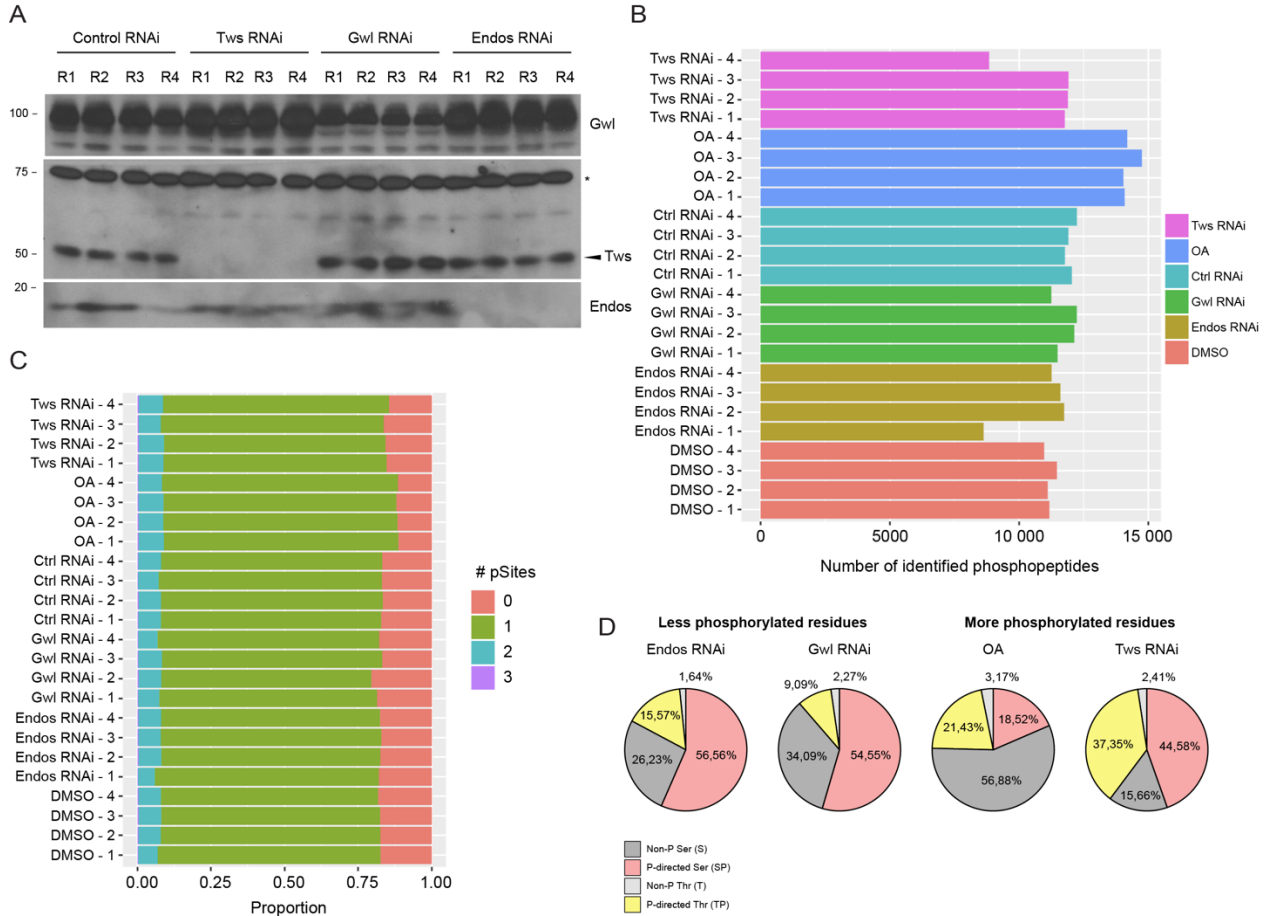 A
Control RNAi Tws RNAi Gwl RNAi Endos RNAi
R1 R2 R3 R4 R1 R2 R3 R4 R1 R2 R3 R4 R1 R2 R3 R4
100 - Gwl
75 - *
50 - Tws
20 -
Endos
B
Tws RNAi - 4
Tws RNAi - 3
Tws RNAi - 2
Tws RNAi - 1
OA - 4
OA - 3
OA - 2
OA - 1
Ctrl RNAi - 4
Ctrl RNAi - 3
Ctrl RNAi - 2
Ctrl RNAi - 1
Gwl RNAi - 4
Gwl RNAi - 3
Gwl RNAi - 2
Gwl RNAi - 1
Endos RNAi - 4
Endos RNAi - 3
Endos RNAi - 2
Endos RNAi - 1
DMSO - 4
DMSO - 3
DMSO - 2
DMSO - 1
0 5000 10 000 15 000
Number of identified phosphopeptides
Tws RNAi
OA
Ctrl RNAi
Gwl RNAi
Endos RNAi
DMSO
C
Tws RNAi - 4
Tws RNAi - 3
Tws RNAi - 2
Tws RNAi - 1
OA - 4
OA - 3
OA - 2
OA - 1
Ctrl RNAi - 4
Ctrl RNAi - 3
Ctrl RNAi - 2
Ctrl RNAi - 1
Gwl RNAi - 4
Gwl RNAi - 3
Gwl RNAi - 2
Gwl RNAi - 1
Endos RNAi - 4
Endos RNAi - 3
Endos RNAi - 2
Endos RNAi - 1
DMSO - 4
DMSO - 3
DMSO - 2
DMSO - 1
0.00 0.25 0.50 0.75 1.00
Proportion
# pSites
0
1
2
3
D
Less phosphorylated residues More phosphorylated residues
Endos RNAi Gwl RNAi OA Tws RNAi
1,64% 2,27% 3,17% 2,41%
15,57% 9,09% 21,43% 18,52% 37,35% 44,58%
26,23% 56,56% 34,09% 54,55% 56,88% 15,66%
Non-P Ser (S)
P-directed Ser (SP)
Non-P Thr (T)
P-directed Thr (TP)